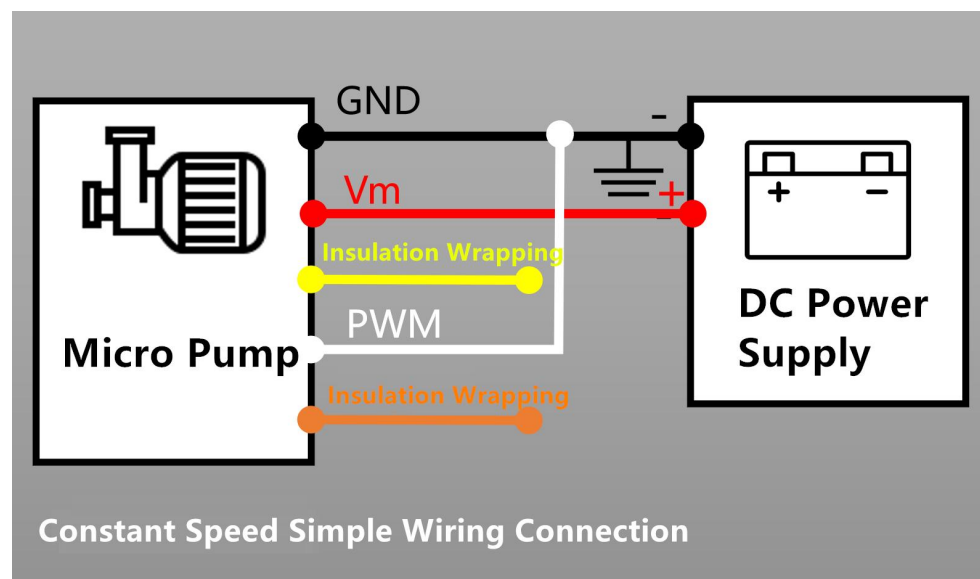 GND
-
Vm
+
Insulation Wrapping
+ -
PWM
DC Power
Supply
Micro Pump
Insulation Wrapping
Constant Speed Simple Wiring Connection